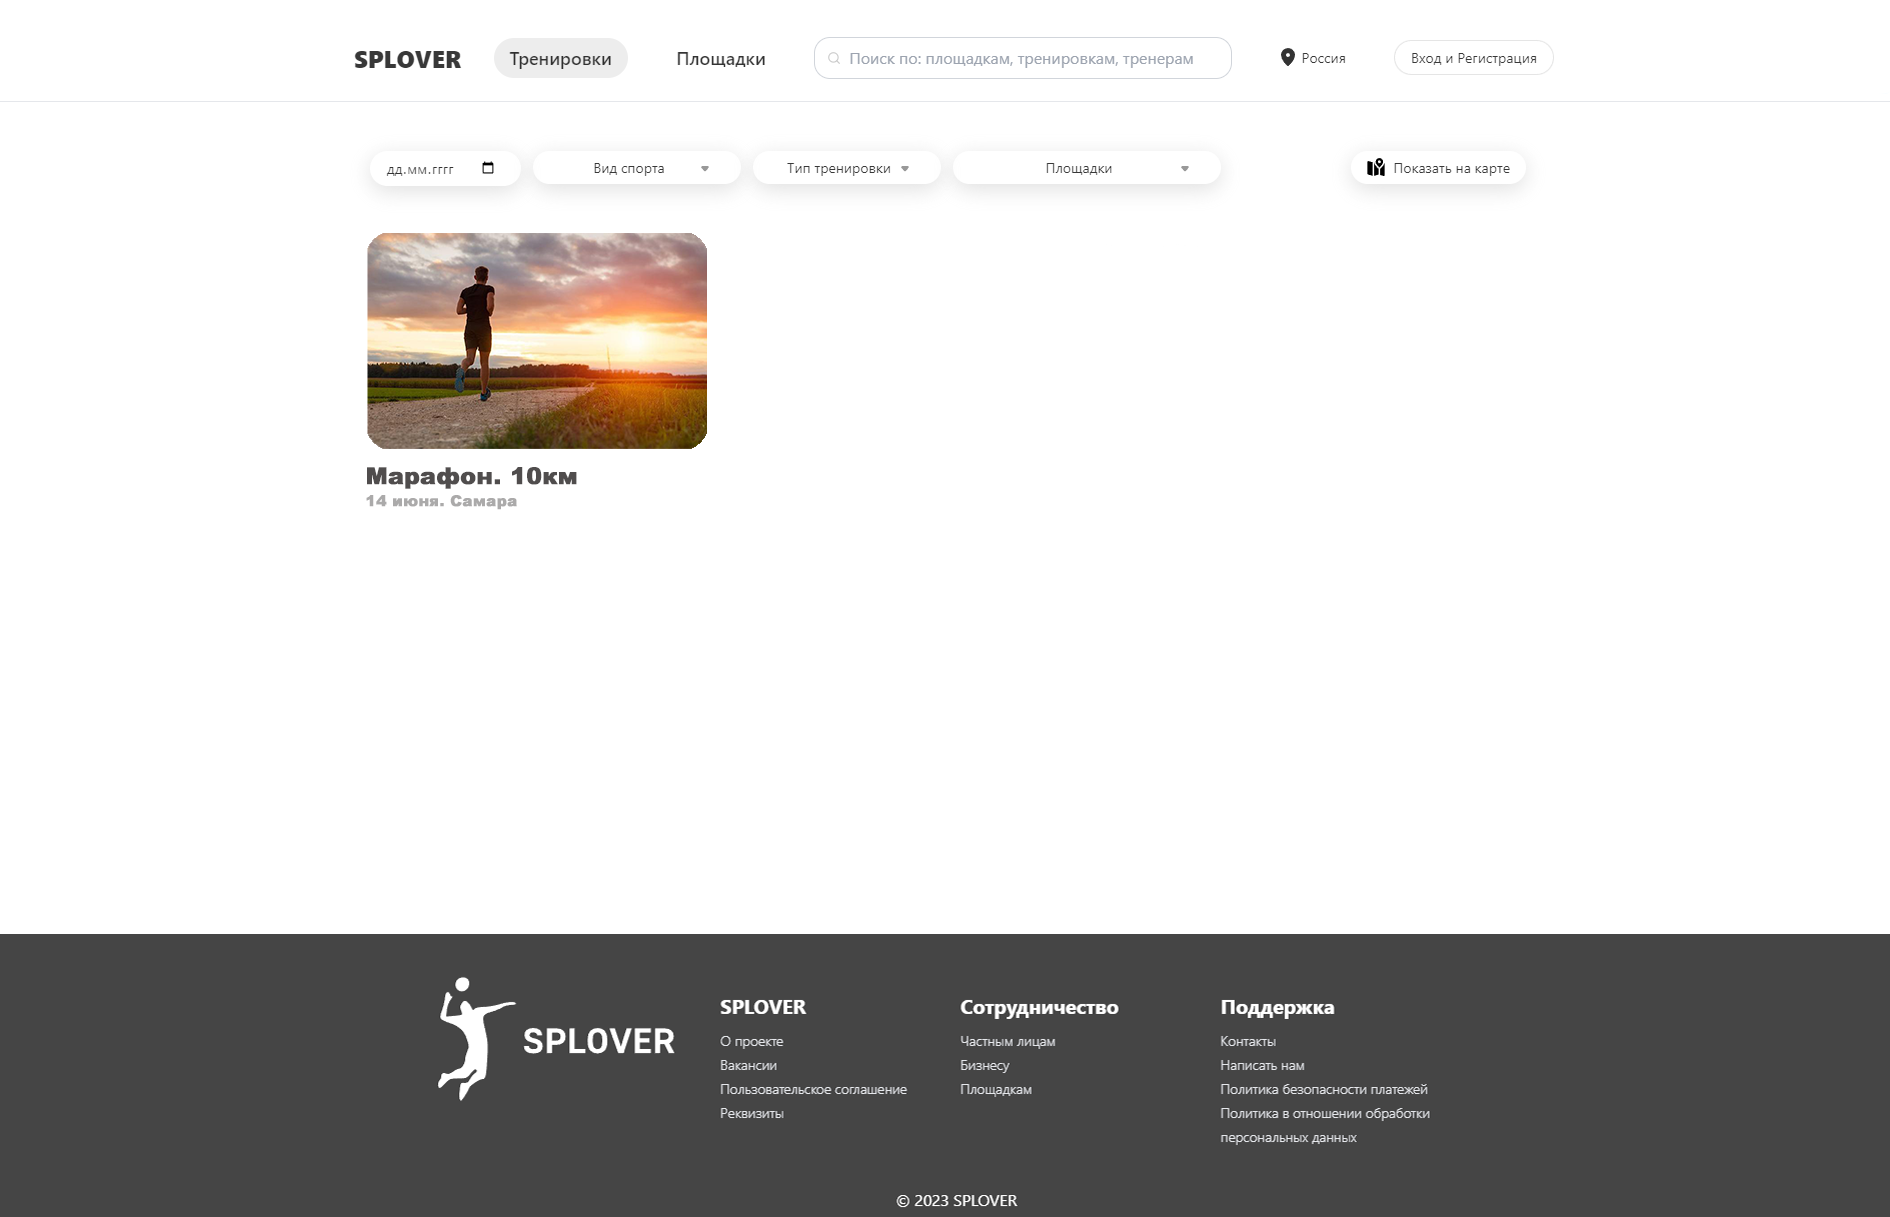 SPLOVER
Тренировки
Площадки
Поиск по: площадкам, тренировкам, тренерам
Россия
Вход и Регистрация
дд.мм.гггг
Вид спорта
Тип тренировки
Площадки
Показать на карте
Марафон. 10км
14 июня. Самара
SPLOVER
SPLOVER
О проекте
Вакансии
Пользовательское соглашение
Реквизиты
Сотрудничество
Частным лицам
Бизнесу
Площадкам
Поддержка
Контакты
Написать нам
Политика безопасности платежей
Политика в отношении обработки
персональных данных
© 2023 SPLOVER